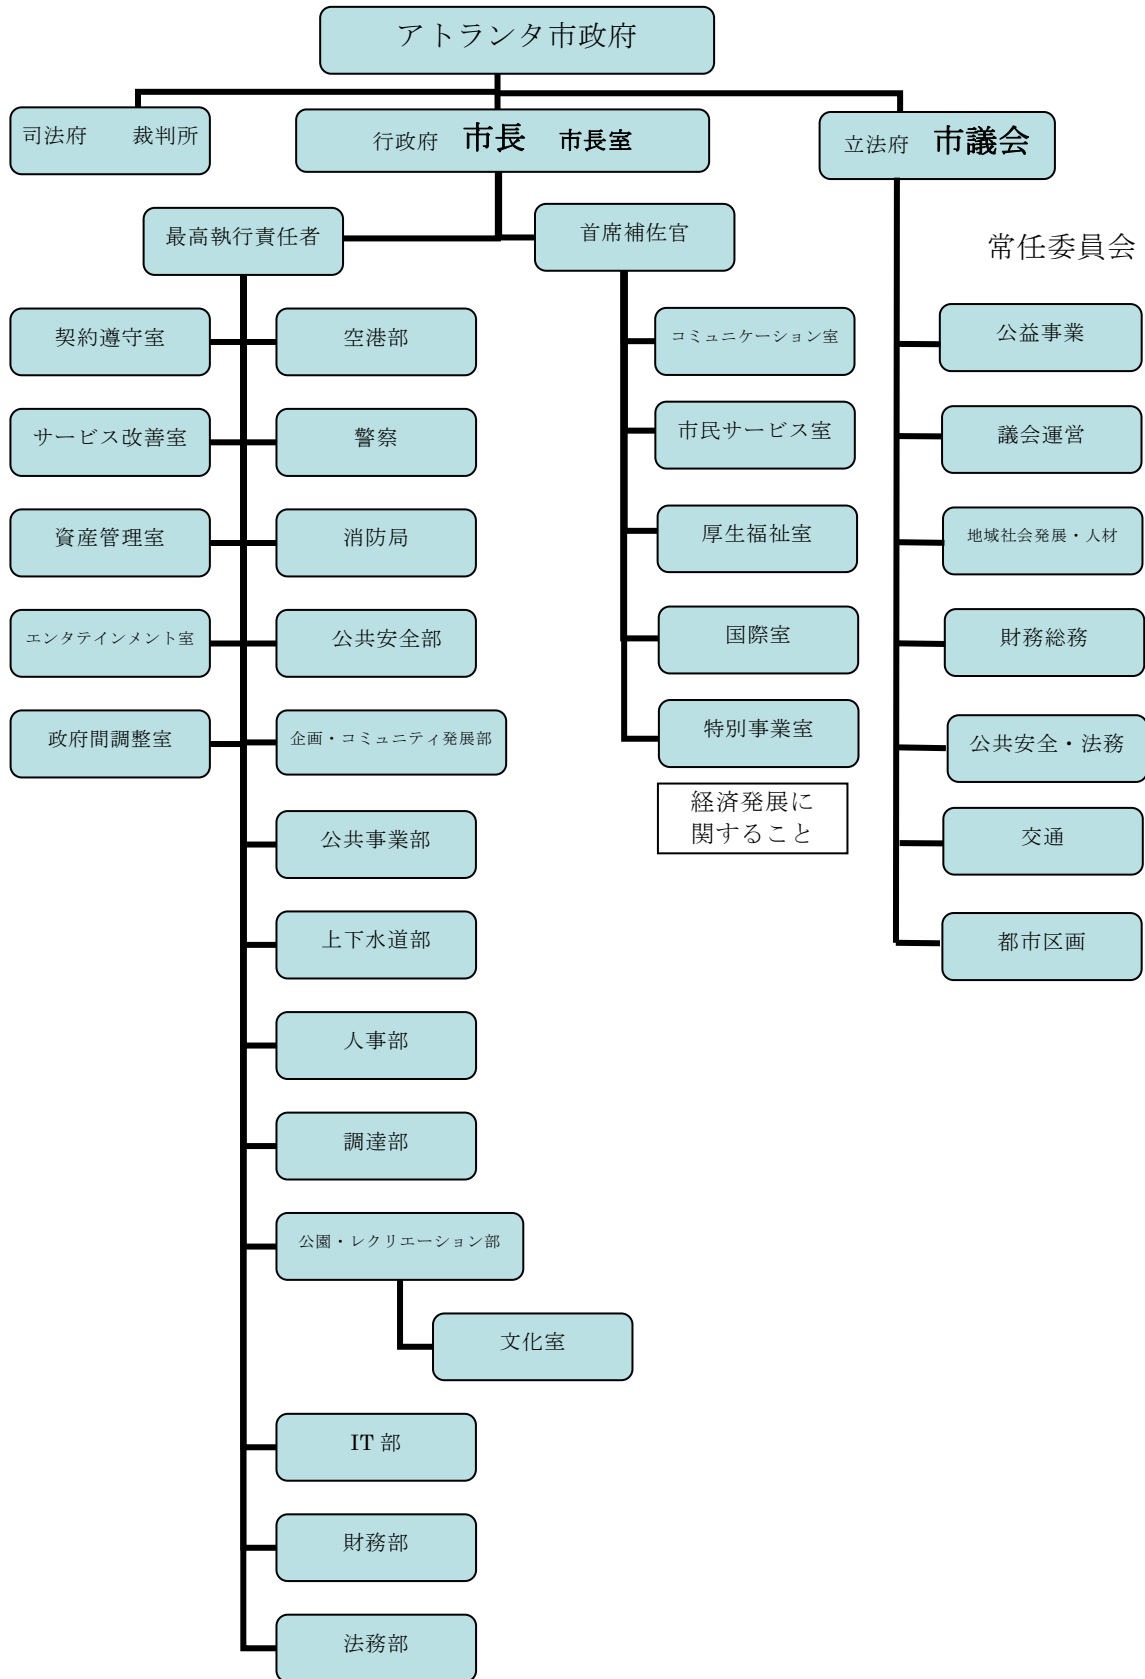 アトランタ市政府
司法府 裁判所
行政府 市長 市長室
立法府 市議会
最高執行責任者
首席補佐官
常任委員会
契約遵守室
空港部
コミュニケーション室
公益事業
サービス改善室
警察
市民サービス室
議会運営
資産管理室
消防局
厚生福祉室
地域社会発展・人材
エンタテインメント室
公共安全部
国際室
財務総務
政府間調整室
企画・コミュニティ発展部
特別事業室
公共安全・法務
経済発展に
関すること
公共事業部
交通
上下水道部
都市区画
人事部
調達部
公園・レクリエーション部
文化室
IT 部
財務部
法務部